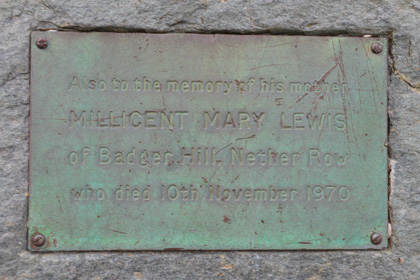 Also to the memory of his mother
MILLICENT MARY LEWIS
of Badger Hill, Nether Row
who died 10th November 1970